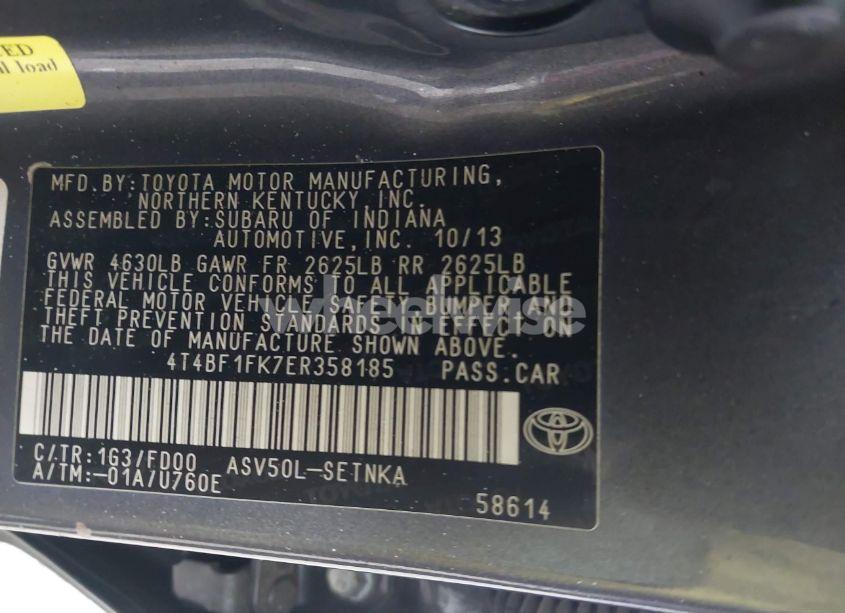 ED
l load
MFD.BY:TOYOTA MOTOR MANUFACTURING,
NORTHERN KENTUCKY,INC.
ASSEMBLED BY:SUBARU OF INDIANA
AUTOMOTIVE,INC. 10/13
GVWR 4630LB GAWR FR 2625LB RR 2625LB
THIS VEHICLE CONFORMS TO ALL APPLICABLE
FEDERAL MOTOR VEHICLE SAFETY,BUMPER,AND
THEFT PREVENTION STANDARDS IN EFFECT ON
THE DATE OF MANUFACTURE SHOWN ABOVE.
4T4BF1FK7ER358185 PASS.CAR
C/TR:1G3/FD00 ASV50L-SETNKA
A/TM:-01A/U760E
58614